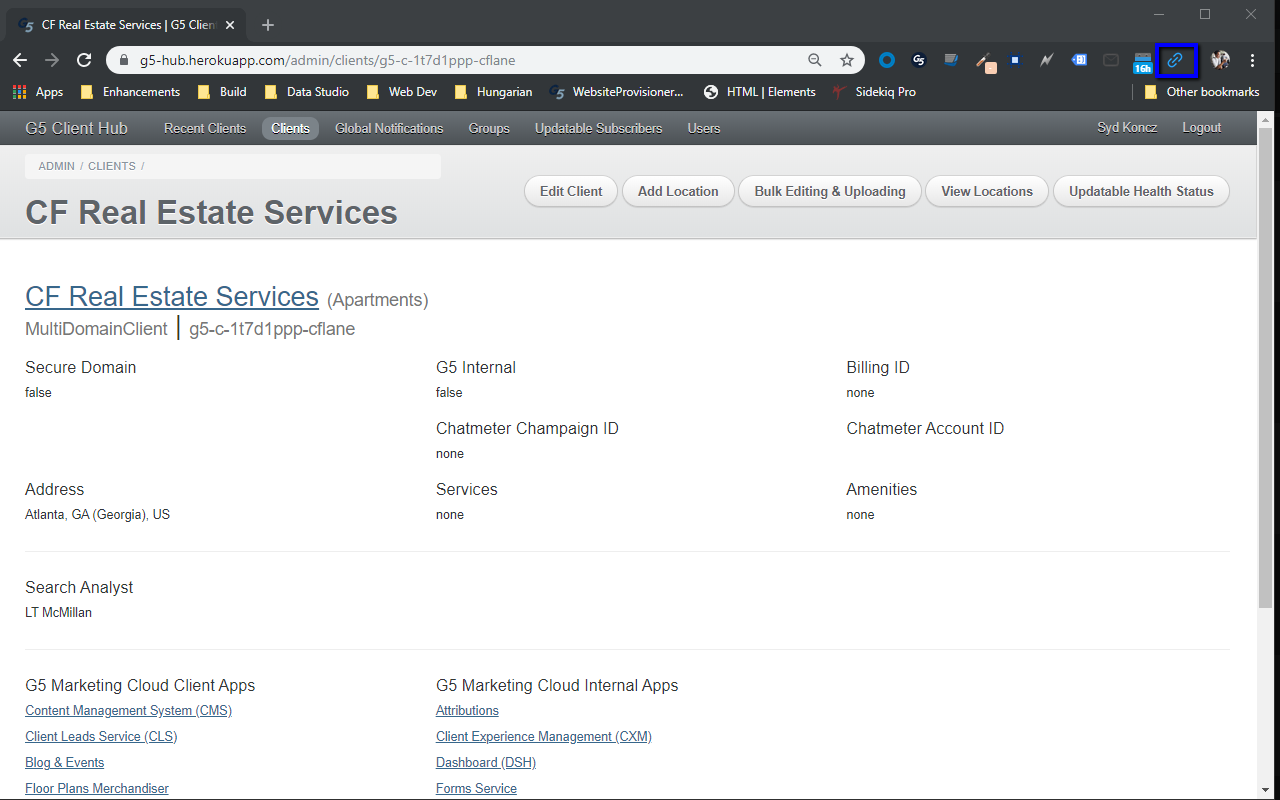 CF Real Estate Services | G5 Clien
g5-hub.herokuapp.com/admin/clients/g5-c-1t7d1ppp-cflane
16h
Apps Enhancements Build Data Studio Web Dev Hungarian WebsiteProvisioner... HTML | Elements Sidekiq Pro Other bookmarks
G5 Client Hub Recent Clients Clients Global Notifications Groups Updatable Subscribers Users Syd Koncz Logout
ADMIN / CLIENTS /
Edit Client Add Location Bulk Editing & Uploading View Locations Updatable Health Status
CF Real Estate Services
CF Real Estate Services (Apartments)
MultiDomainClient | g5-c-1t7d1ppp-cflane
Secure Domain G5 Internal Billing ID
false false none
Chatmeter Champaign ID Chatmeter Account ID
none
Address Services Amenities
Atlanta, GA (Georgia), US none none
Search Analyst
LT McMillan
G5 Marketing Cloud Client Apps G5 Marketing Cloud Internal Apps
Content Management System (CMS) Attributions
Client Leads Service (CLS) Client Experience Management (CXM)
Blog & Events Dashboard (DSH)
Floor Plans Merchandiser Forms Service